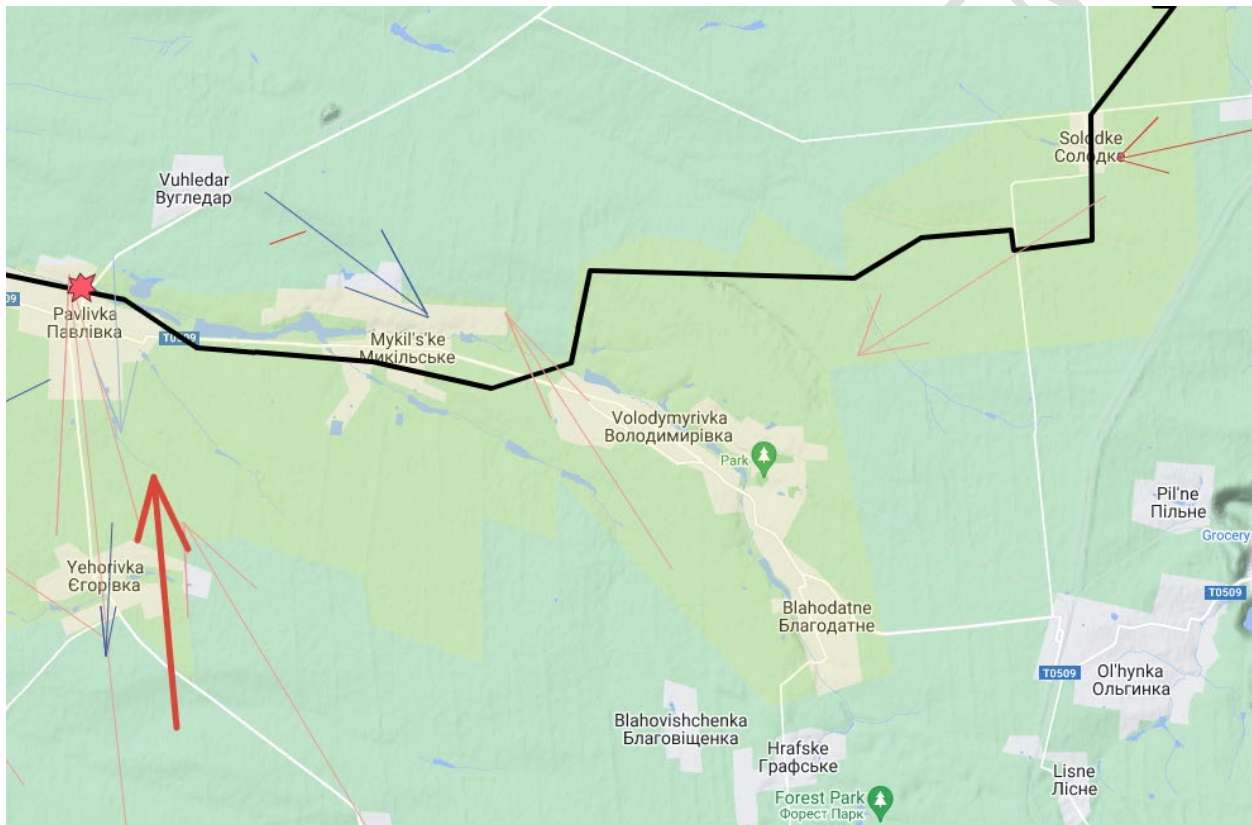 Solodke
Солодке
Vuhledar
Вугледар
09
Pavlivka
Павлівка
T0509
Mykil's'ke
Микільське
Volodymyrivka
Володимирівка
Park
Pil'ne
Пільне
Grocery
Yehorivka
Єгорівка
T0509
Blahodatne
Благодатне
T0509
Ol'hynka
Ольгинка
Blahovishchenka
Благовіщенка
Hrafske
Графське
Lisne
Лісне
Forest Park
Форест Парк